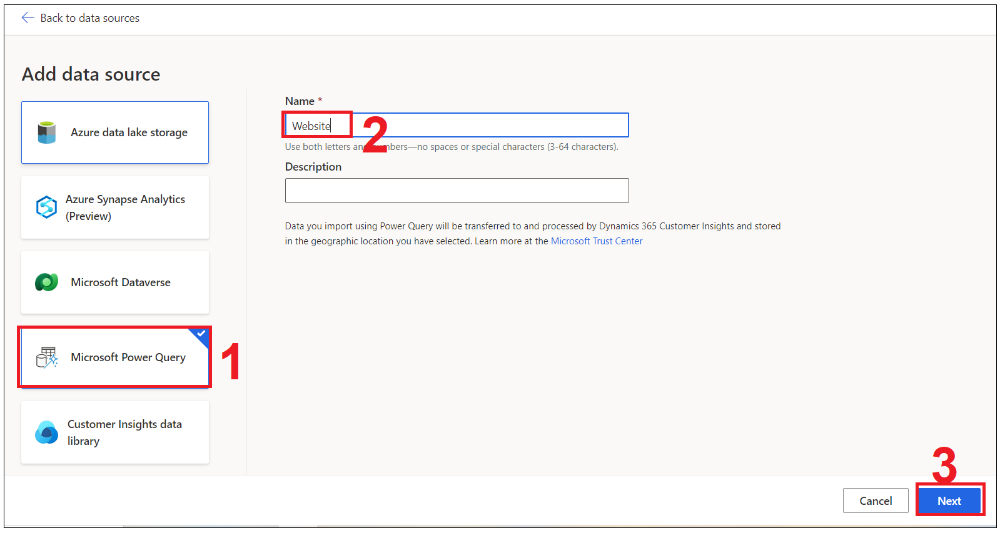 Back to data sources
Add data source
Azure data lake storage
Azure Synapse Analytics
(Preview)
Microsoft Dataverse
Microsoft Power Query
1
Customer Insights data
library
Name *
Website
2
Use both letters and numbers—no spaces or special characters (3-64 characters).
Description
Data you import using Power Query will be transferred to and processed by Dynamics 365 Customer Insights and stored
in the geographic location you have selected. Learn more at the Microsoft Trust Center
3
Cancel
Next